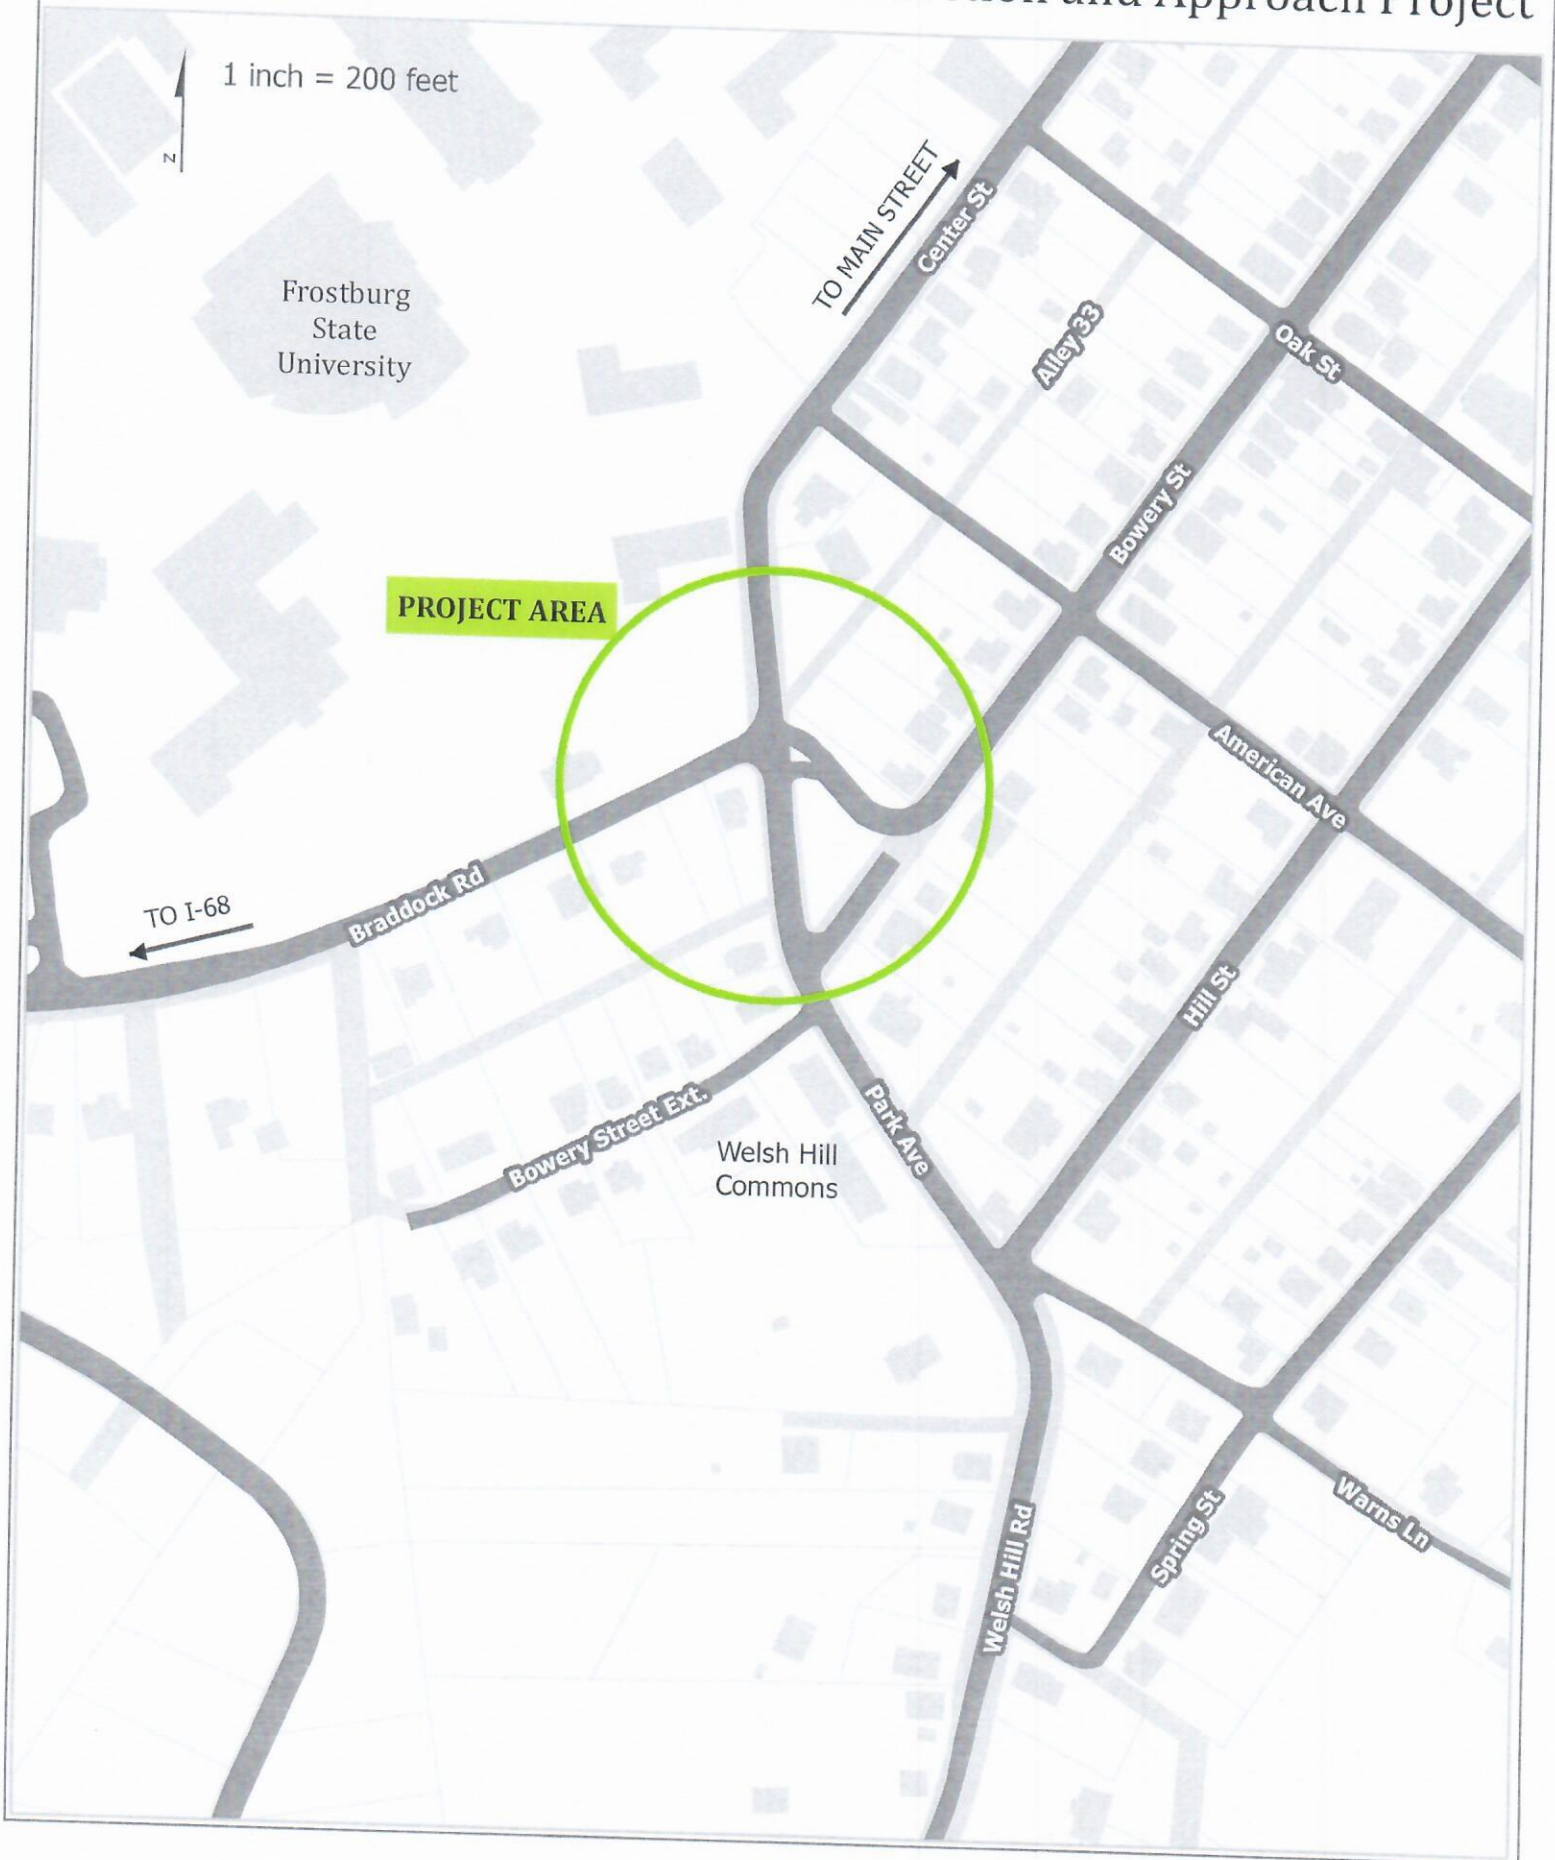 and Approach Project
1 inch = 200 feet
N
TO MAIN STREET
Center St
Frostburg
State
University
Alley 33
Oak St
Bowery St
PROJECT AREA
American Ave
TO I-68
Braddock Rd
Hill St
Park Ave
Bowery Street Ext.
Welsh Hill
Commons
Welsh Hill Rd
Spring St
Warns Ln